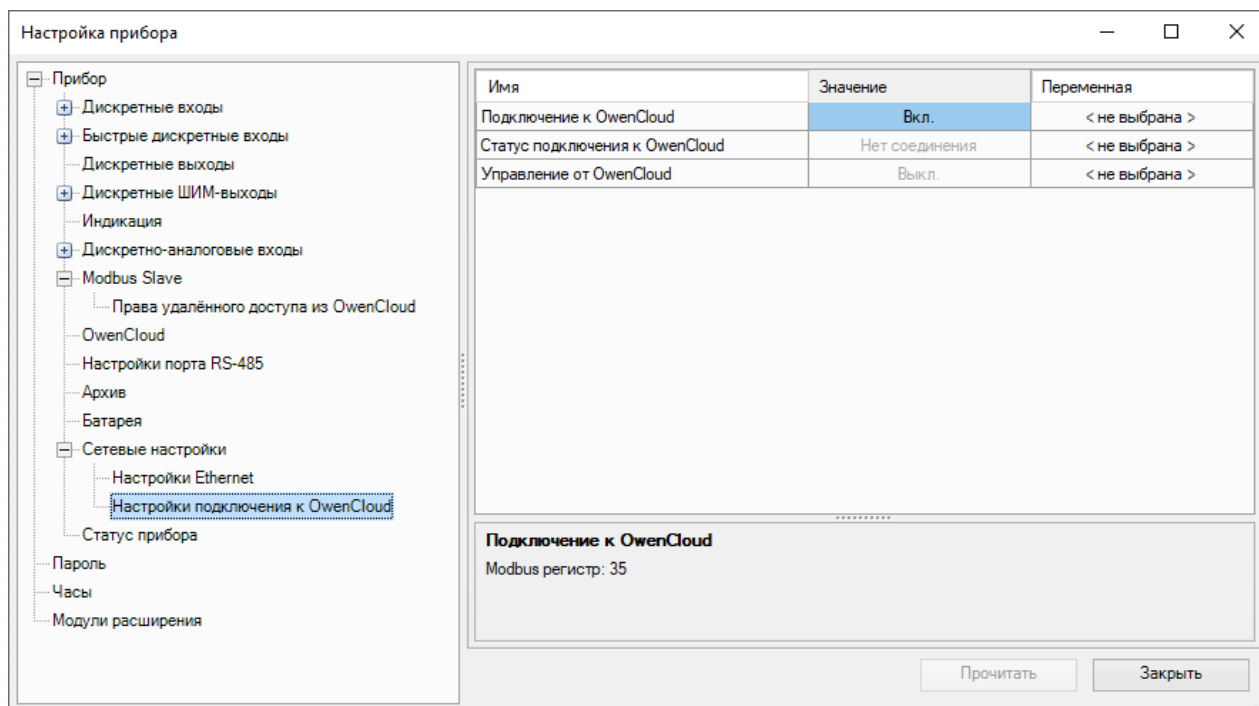 Настройка прибора
Прибор
Дискретные входы
Быстрые дискретные входы
Дискретные выходы
Дискретные ШИМ-выходы
Индикация
Дискретно-аналоговые входы
Modbus Slave
Права удалённого доступа из OwenCloud
OwenCloud
Настройки порта RS-485
Архив
Батарея
Сетевые настройки
Настройки Ethernet
Настройки подключения к OwenCloud
Статус прибора
Пароль
Часы
Модули расширения
Имя Значение Переменная
Подключение к OwenCloud Вкл. < не выбрана >
Статус подключения к OwenCloud Нет соединения < не выбрана >
Управление от OwenCloud Выкл. < не выбрана >
Подключение к OwenCloud
Modbus регистр: 35
Прочитать Закрыть